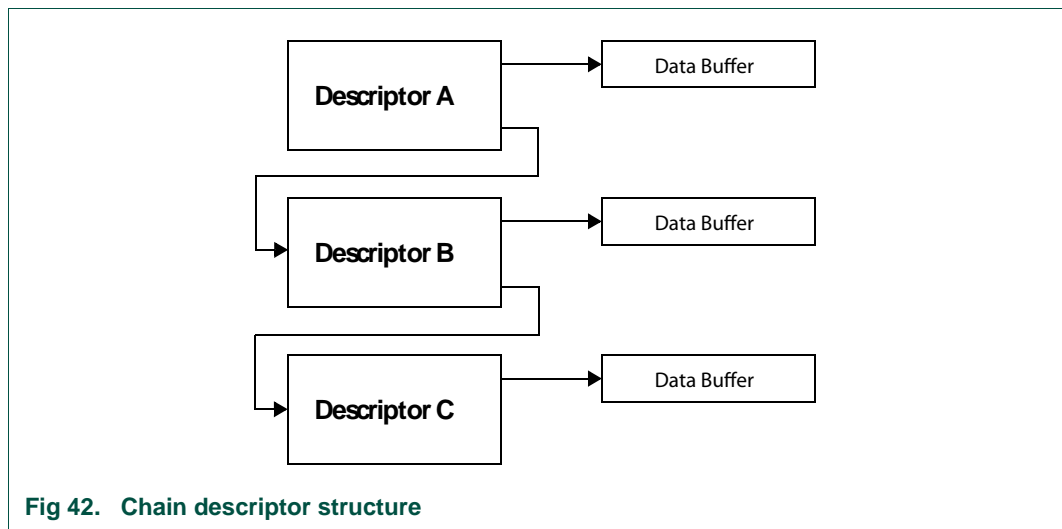 Descriptor A
Data Buffer
Descriptor B
Data Buffer
Descriptor C
Data Buffer
Fig 42. Chain descriptor structure